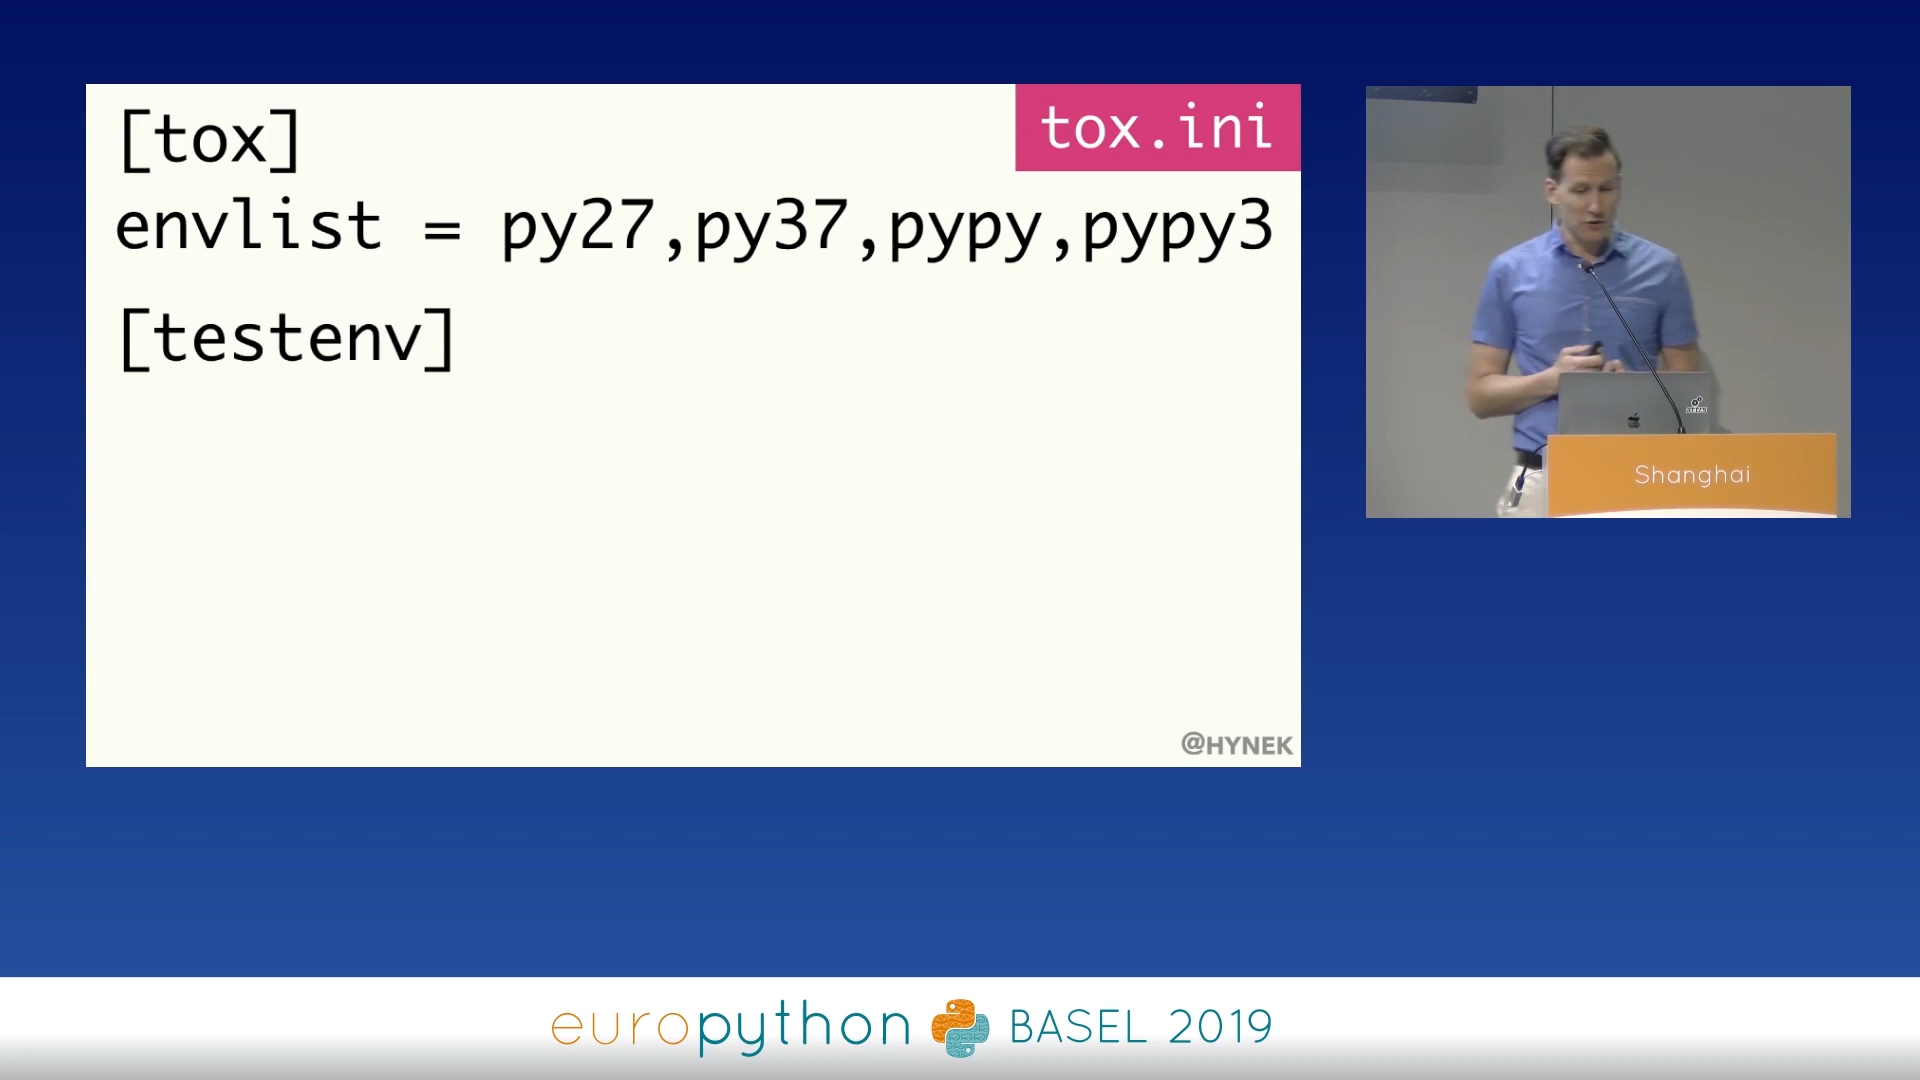 [tox]
tox.ini
envlist = py27,py37,pypy,pypy3
[testenv]
@HYNEK
Shanghai
europython BASEL 2019